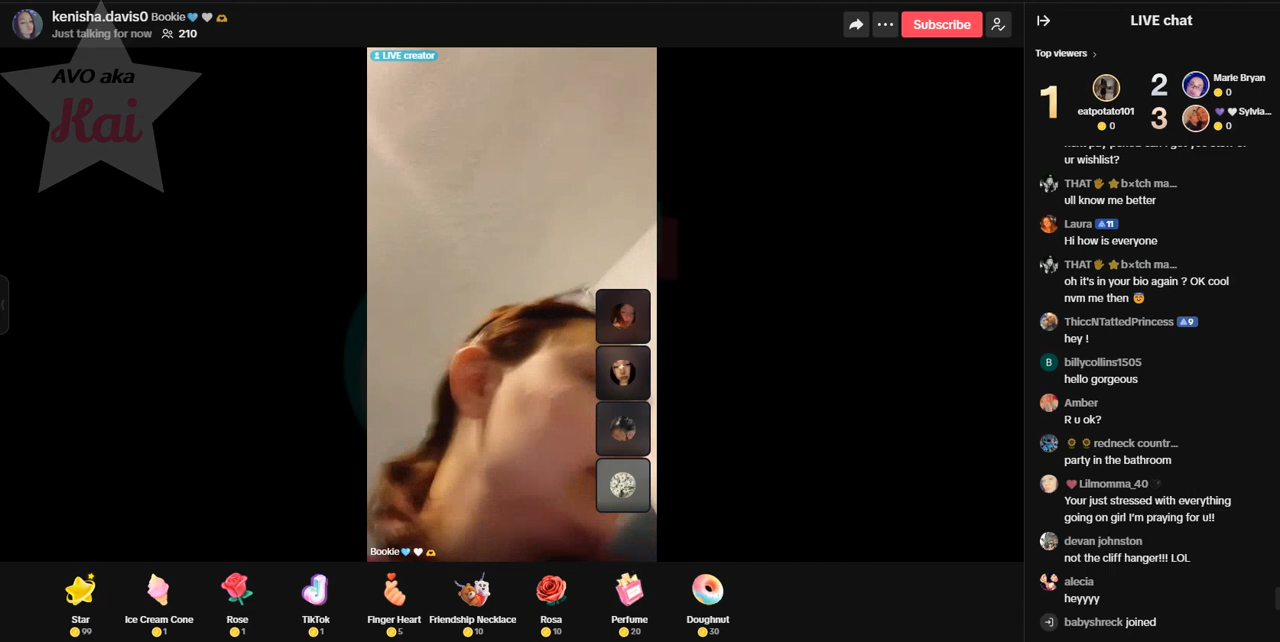 kenisha.davis0 Bookie💙🤍🫶
Just talking for now 210
Subscribe
AVO aka
Kai
LIVE creator
Bookie💙🤍🫶
Star
99
Ice Cream Cone
1
Rose
1
TikTok
1
Finger Heart
5
Friendship Necklace
10
Rosa
10
Perfume
20
Doughnut
30
LIVE chat
Top viewers
1
eatpotato101
0
2
Marie Bryan
0
3
💜🤍Sylvia...
0
ur wishlist?
THAT🖐⭐b×tch ma...
ull know me better
Laura 11
Hi how is everyone
THAT🖐⭐b×tch ma...
oh it's in your bio again ? OK cool
nvm me then 😇
ThiccNTattedPrincess 9
hey !
B
billycollins1505
hello gorgeous
Amber
R u ok?
🌻🌻redneck countr...
party in the bathroom
Lilmomma_40
Your just stressed with everything
going on girl I'm praying for u!!
devan johnston
not the cliff hanger!!! LOL
alecia
heyyyy
babyshreck joined